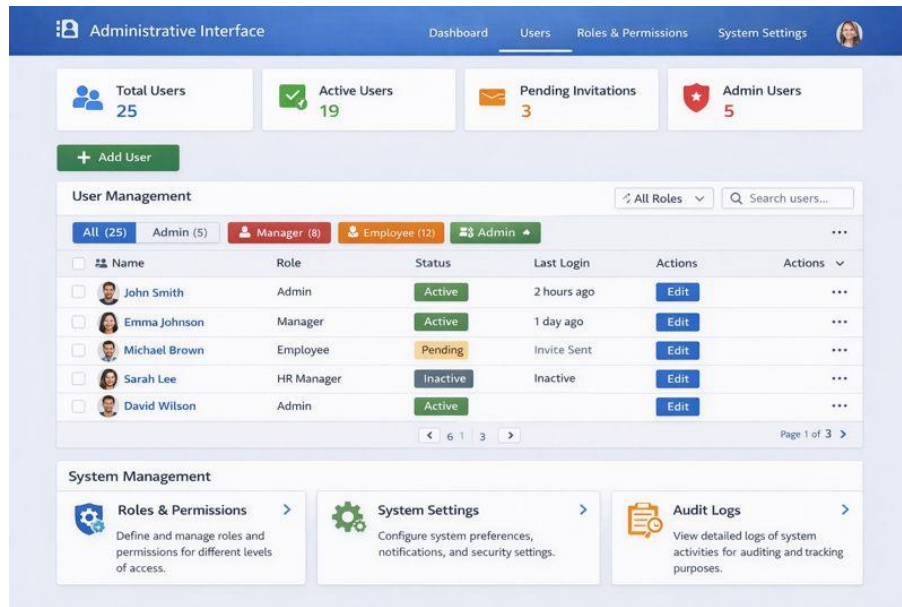 Administrative Interface
Dashboard Users Roles & Permissions System Settings
Total Users
25
Active Users
19
Pending Invitations
3
Admin Users
5
+ Add User
User Management
All Roles
Search users...
All (25) Admin (5) Manager (8) Employee (12) Admin
Name Role Status Last Login Actions Actions
John Smith Admin Active 2 hours ago Edit
Emma Johnson Manager Active 1 day ago Edit
Michael Brown Employee Pending Invite Sent Edit
Sarah Lee HR Manager Inactive Inactive Edit
David Wilson Admin Active Edit
6 1 3 Page 1 of 3
System Management
Roles & Permissions
Define and manage roles and
permissions for different levels
of access.
System Settings
Configure system preferences,
notifications, and security settings.
Audit Logs
View detailed logs of system
activities for auditing and tracking
purposes.